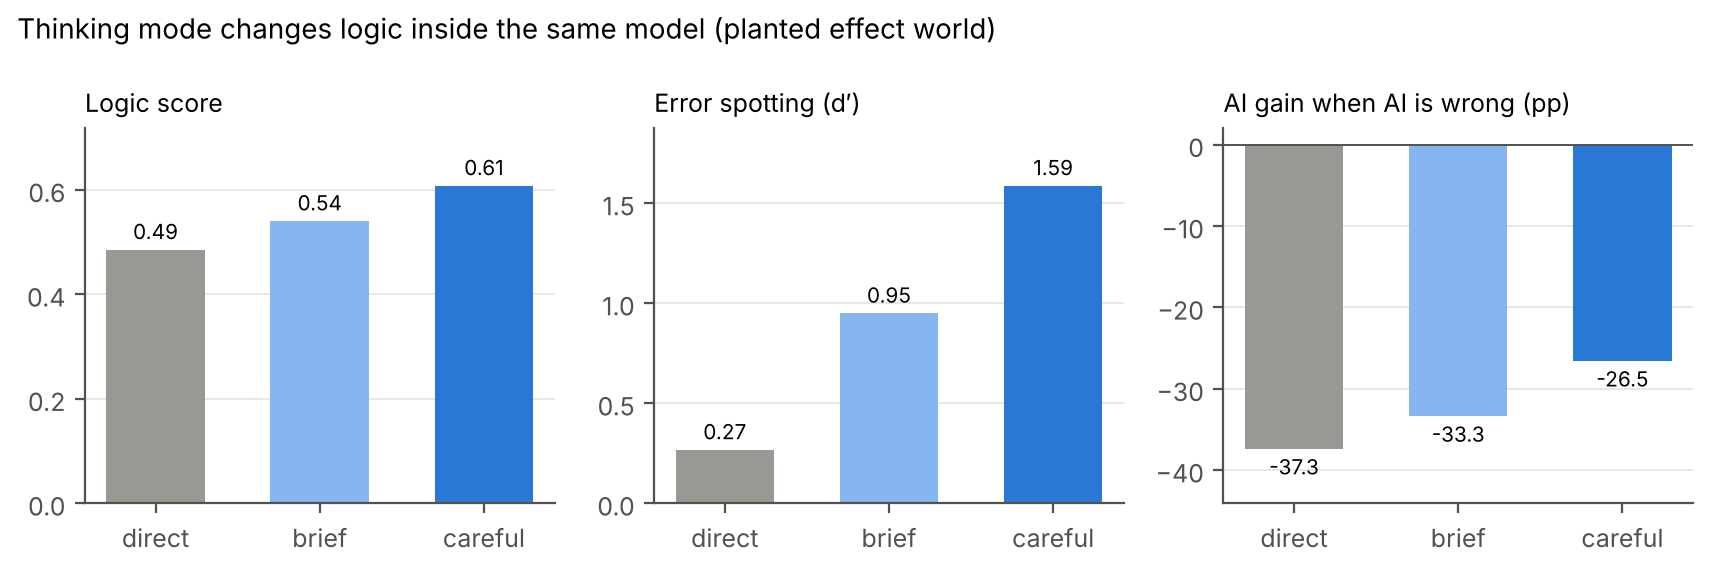 Thinking mode changes logic inside the same model (planted effect world)
Logic score
0.6
0.4
0.2
0.0
0.49
0.54
0.61
direct
brief
careful
Error spotting (d′)
1.5
1.0
0.5
0.0
0.27
0.95
1.59
direct
brief
careful
AI gain when AI is wrong (pp)
0
−10
−20
−30
−40
-37.3
-33.3
-26.5
direct
brief
careful